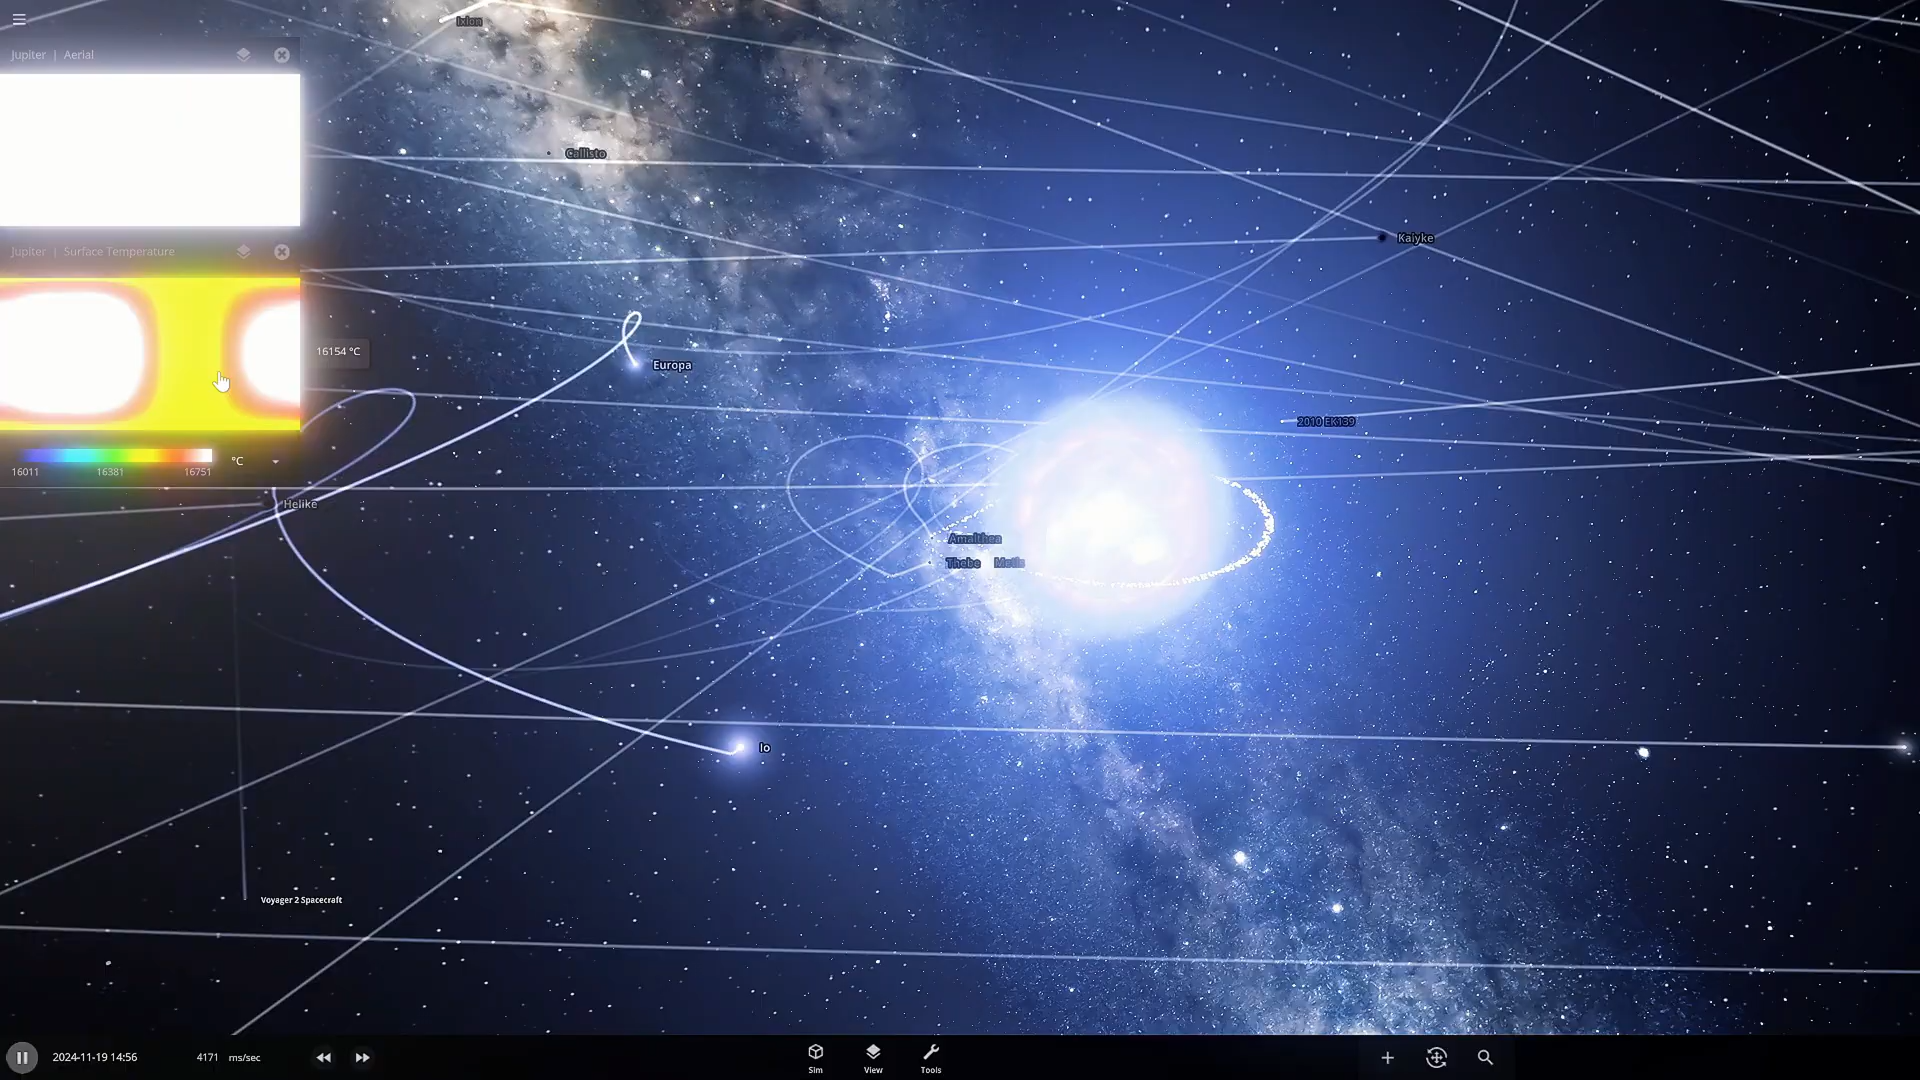 Ixion
Jupiter | Aerial
Callisto
Kalyke
Jupiter | Surface Temperature
16154 °C
Europa
2010 EK139
16011 16381 16751 °C
Helike
Amalthea
Thebe Metis
Io
Voyager 2 Spacecraft
2024-11-19 14:56 4171 ms/sec
Sim View Tools